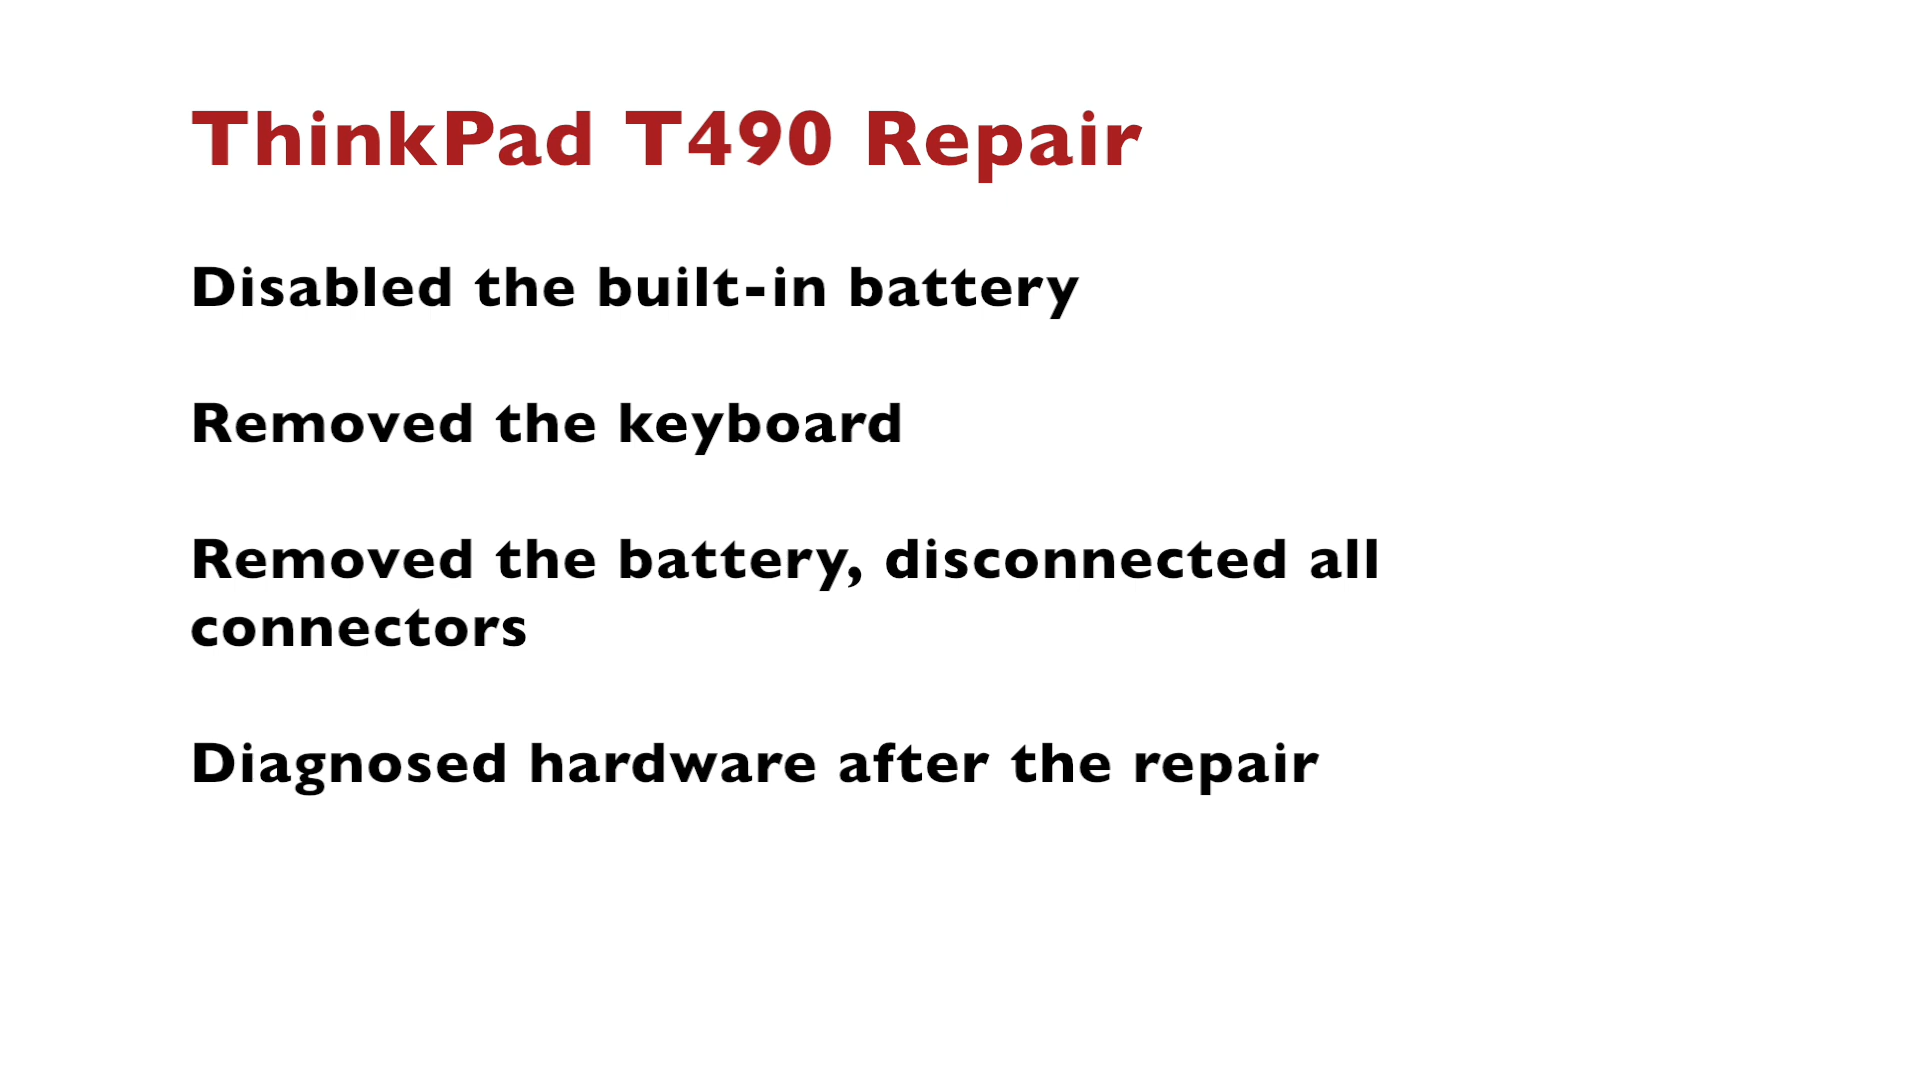 ThinkPad T490 Repair
Disabled the built-in battery
Removed the keyboard
Removed the battery, disconnected all
connectors
Diagnosed hardware after the repair